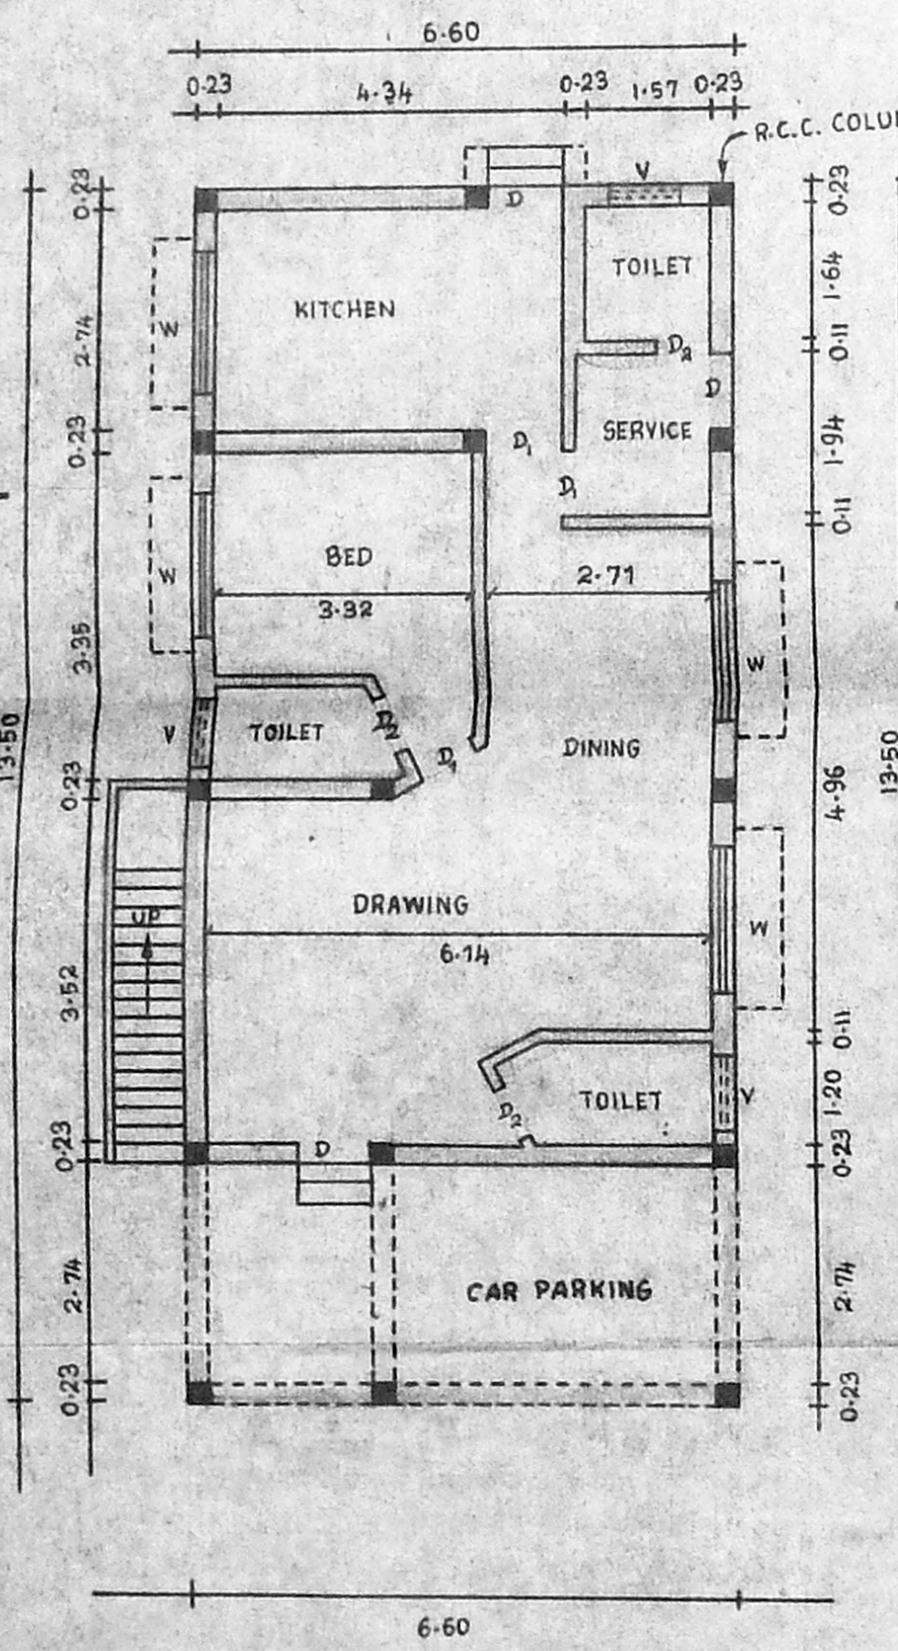 6.60
0.23 4.34 0.23 1.57 0.23
R.C.C. COLU
V
D
0.23
0.23
TOILET
1.64
KITCHEN
W
2.74
D2
0.11
D
0.23
D1
SERVICE
1.94
D1
0.11
BED
W
2.71
3.32
3.35
W
V
TOILET
D2
D1
DINING
13.50
13.50
0.23
4.96
DRAWING
UP
W
6.14
3.52
0.11
TOILET
V
1.20
D2
0.23
D
0.23
2.74
CAR PARKING
2.74
0.23
0.23
6.60